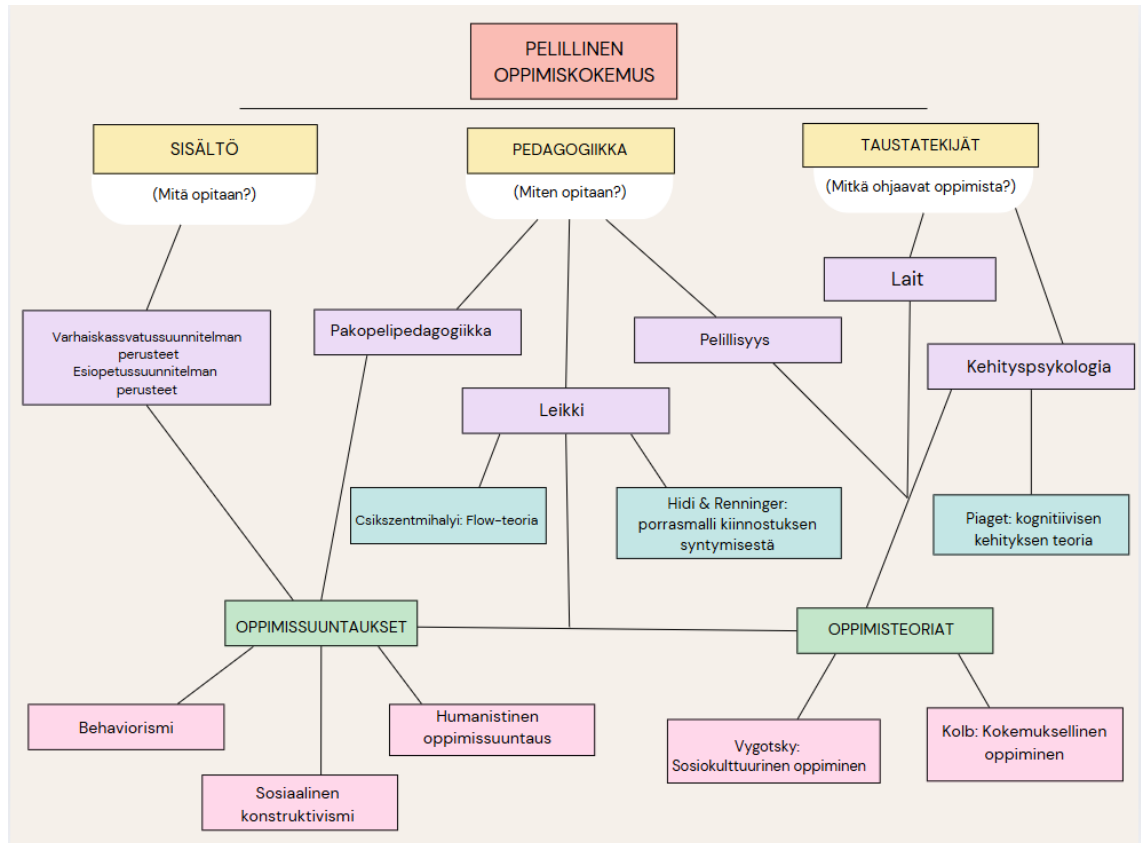 PELILLINEN
OPPIMISKOKEMUS
SISÄLTÖ
(Mitä opitaan?)
PEDAGOGIIKKA
(Miten opitaan?)
TAUSTATEKIJÄT
(Mitkä ohjaavat oppimista?)
Lait
Varhaiskassvatussuunnitelman
perusteet
Esiopetussuunnitelman
perusteet
Pakopelipedagogiikka
Pelillisyys
Kehityspsykologia
Leikki
Csikszentmihalyi: Flow-teoria
Hidi & Renninger:
porrasmalli kiinnostuksen
syntymisestä
Piaget: kognitiivisen
kehityksen teoria
OPPIMISSUUNTAUKSET
OPPIMISTEORIAT
Behaviorismi
Humanistinen
oppimissuuntaus
Sosiaalinen
konstruktivismi
Vygotsky:
Sosiokulttuurinen oppiminen
Kolb: Kokemuksellinen
oppiminen